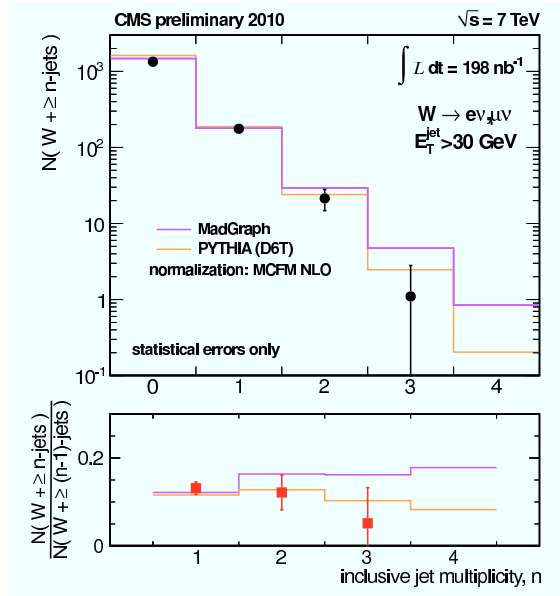 CMS preliminary 2010
√s = 7 TeV
N( W + ≥ n-jets )
10³
10²
10
1
10⁻¹
∫ L dt = 198 nb⁻¹
W → eν,μν
E_T^jet >30 GeV
MadGraph
PYTHIA (D6T)
normalization: MCFM NLO
statistical errors only
0 1 2 3 4
N( W + ≥ n-jets )
N( W + ≥ (n-1)-jets )
0.2
0
1 2 3 4
inclusive jet multiplicity, n